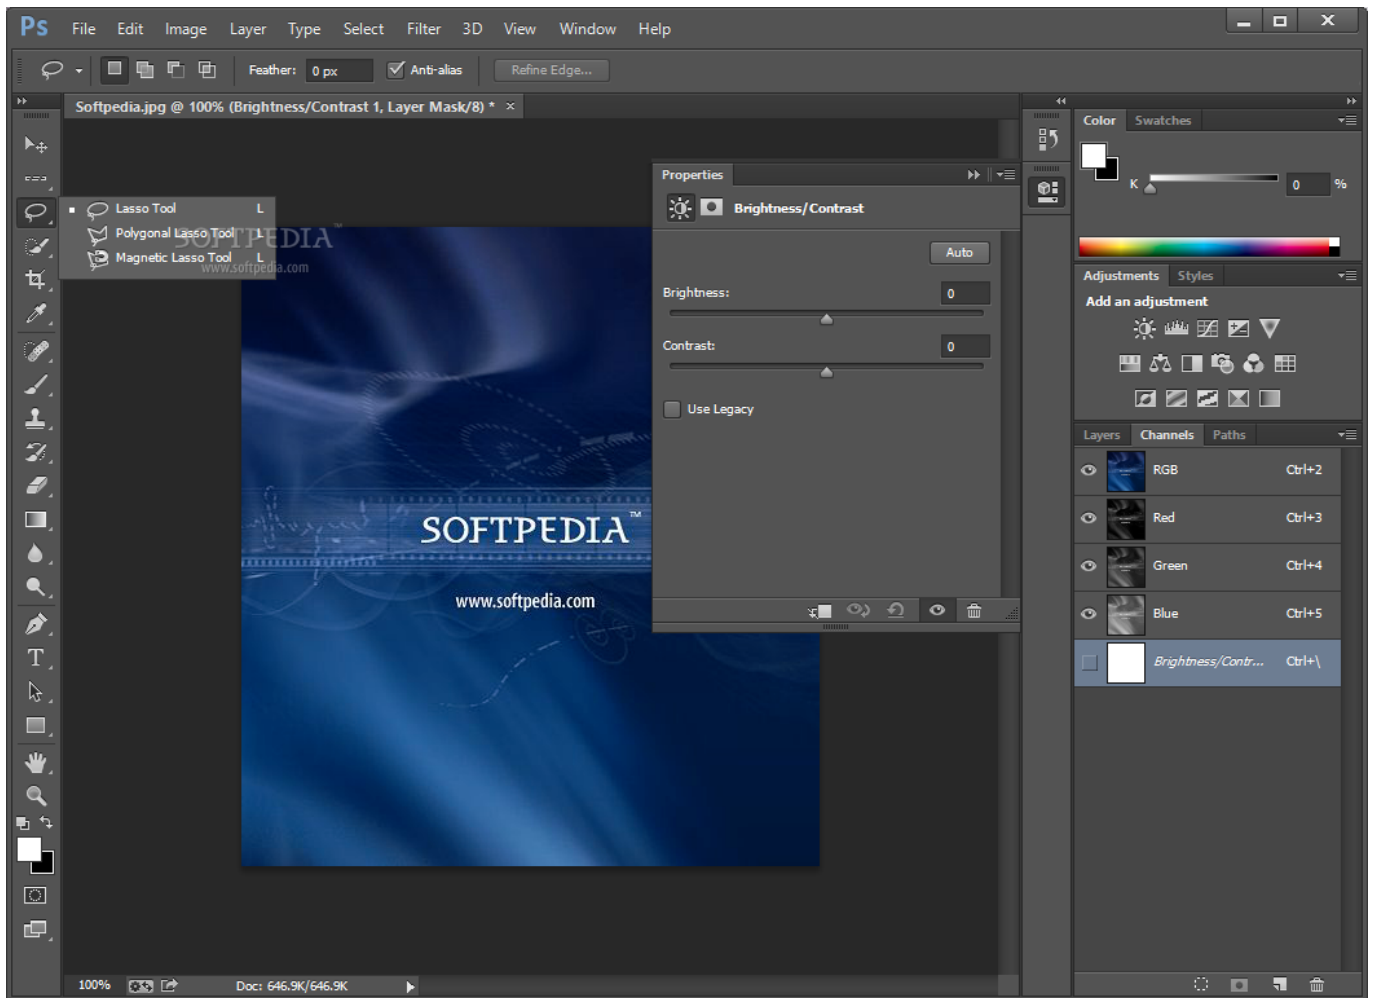 Ps File Edit Image Layer Type Select Filter 3D View Window Help
Feather: 0 px Anti-alias Refine Edge...
Softpedia.jpg @ 100% (Brightness/Contrast 1, Layer Mask/8) * ×
Lasso Tool L
Polygonal Lasso Tool L
Magnetic Lasso Tool L
SOFTPEDIA™
www.softpedia.com
SOFTPEDIA™
www.softpedia.com
Properties
Brightness/Contrast
Auto
Brightness: 0
Contrast: 0
Use Legacy
Color Swatches
K 0 %
Adjustments Styles
Add an adjustment
Layers Channels Paths
RGB Ctrl+2
Red Ctrl+3
Green Ctrl+4
Blue Ctrl+5
Brightness/Contr... Ctrl+\
T
100% Doc: 646.9K/646.9K